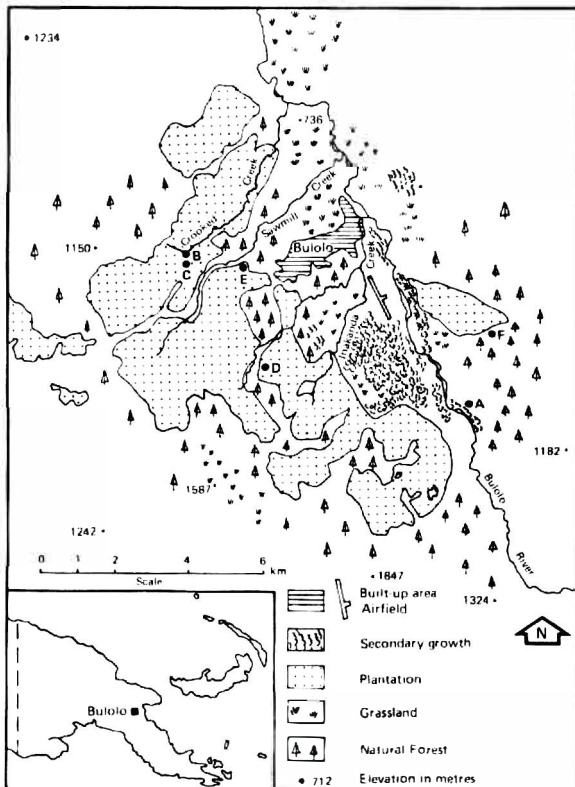 1234
736
Creek
Crooked
Creek
Sawmill
Bulolo
Creek
1150
B
C
E
F
D
A
1182
Bulolo
River
1587
1242
0 2 4 6
Scale
km
1847
1324
Built-up area
Airfield
N
Secondary growth
Plantation
Grassland
Natural Forest
712 Elevation in metres
Bulolo